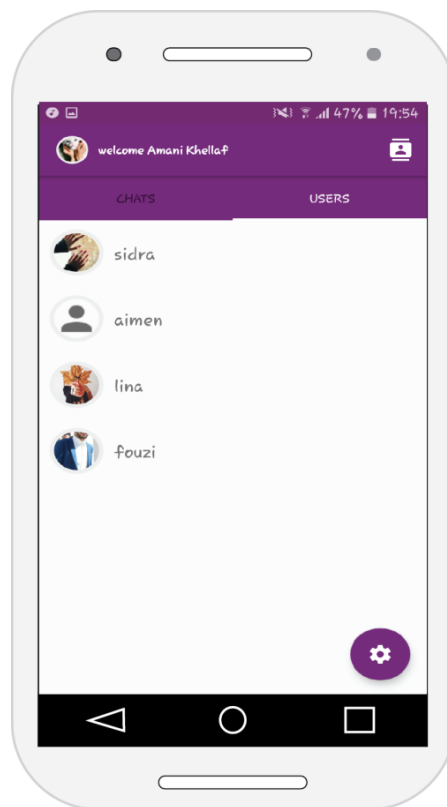 47% 19:54
welcome Amani Khellaf
CHATS USERS
sidra
aimen
lina
fouzi